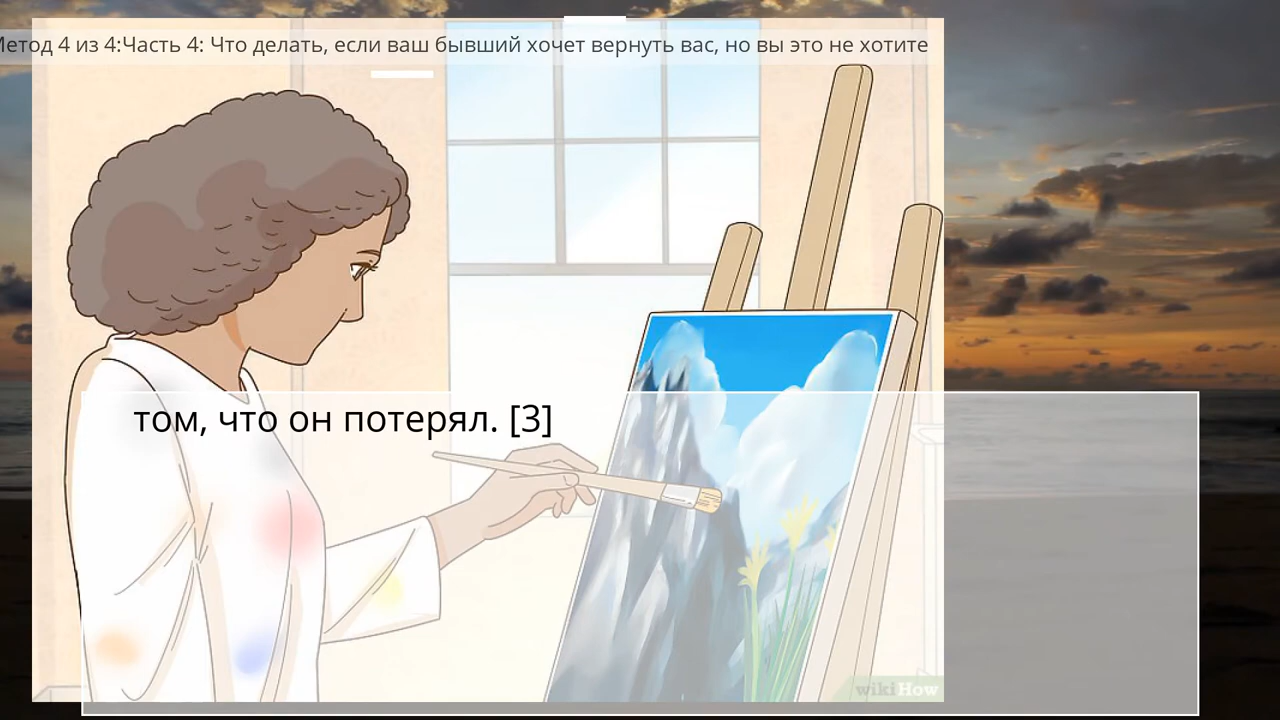 Метод 4 из 4:Часть 4: Что делать, если ваш бывший хочет вернуть вас, но вы это не хотите
том, что он потерял. [3]
wikiHow